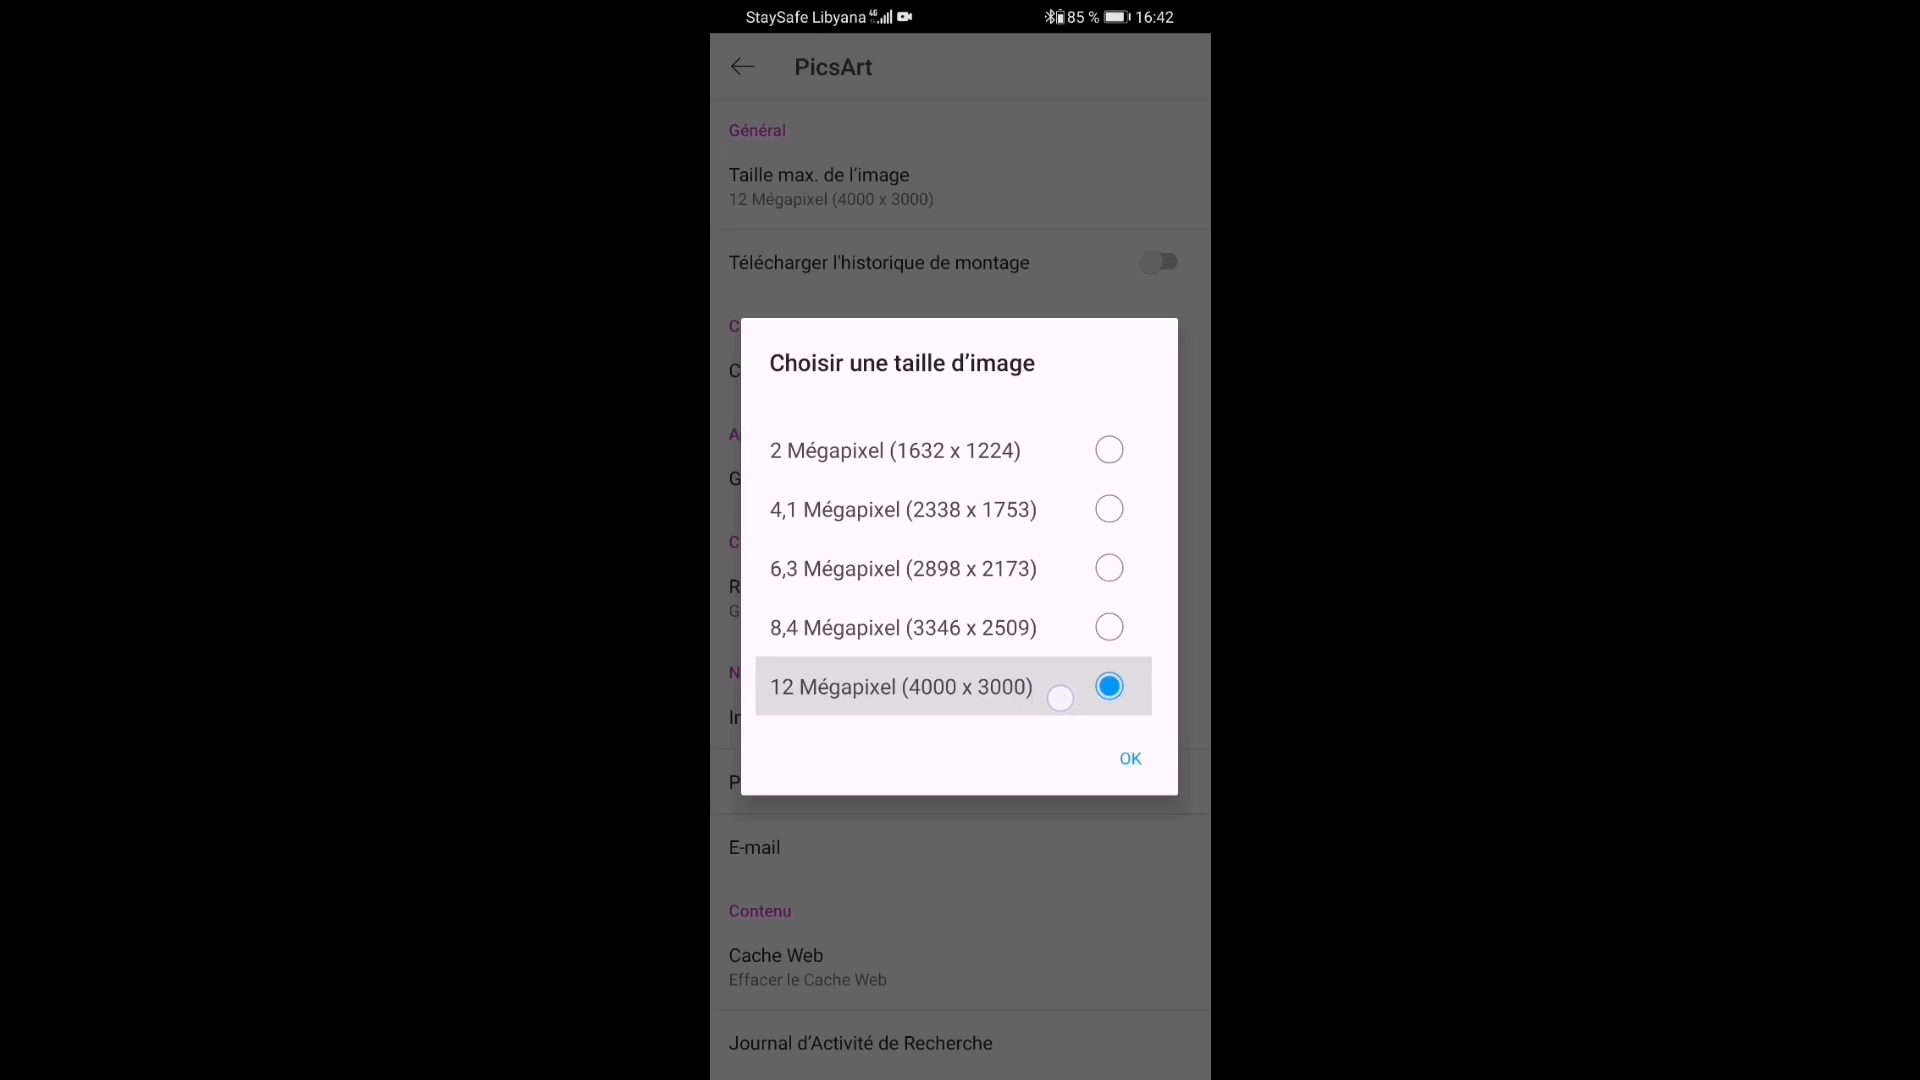 StaySafe Libyana 4G 85 % 16:42
PicsArt
Général
Taille max. de l'image
12 Mégapixel (4000 x 3000)
Télécharger l'historique de montage
Choisir une taille d’image
2 Mégapixel (1632 x 1224)
4,1 Mégapixel (2338 x 1753)
6,3 Mégapixel (2898 x 2173)
8,4 Mégapixel (3346 x 2509)
12 Mégapixel (4000 x 3000)
OK
E-mail
Contenu
Cache Web
Effacer le Cache Web
Journal d’Activité de Recherche